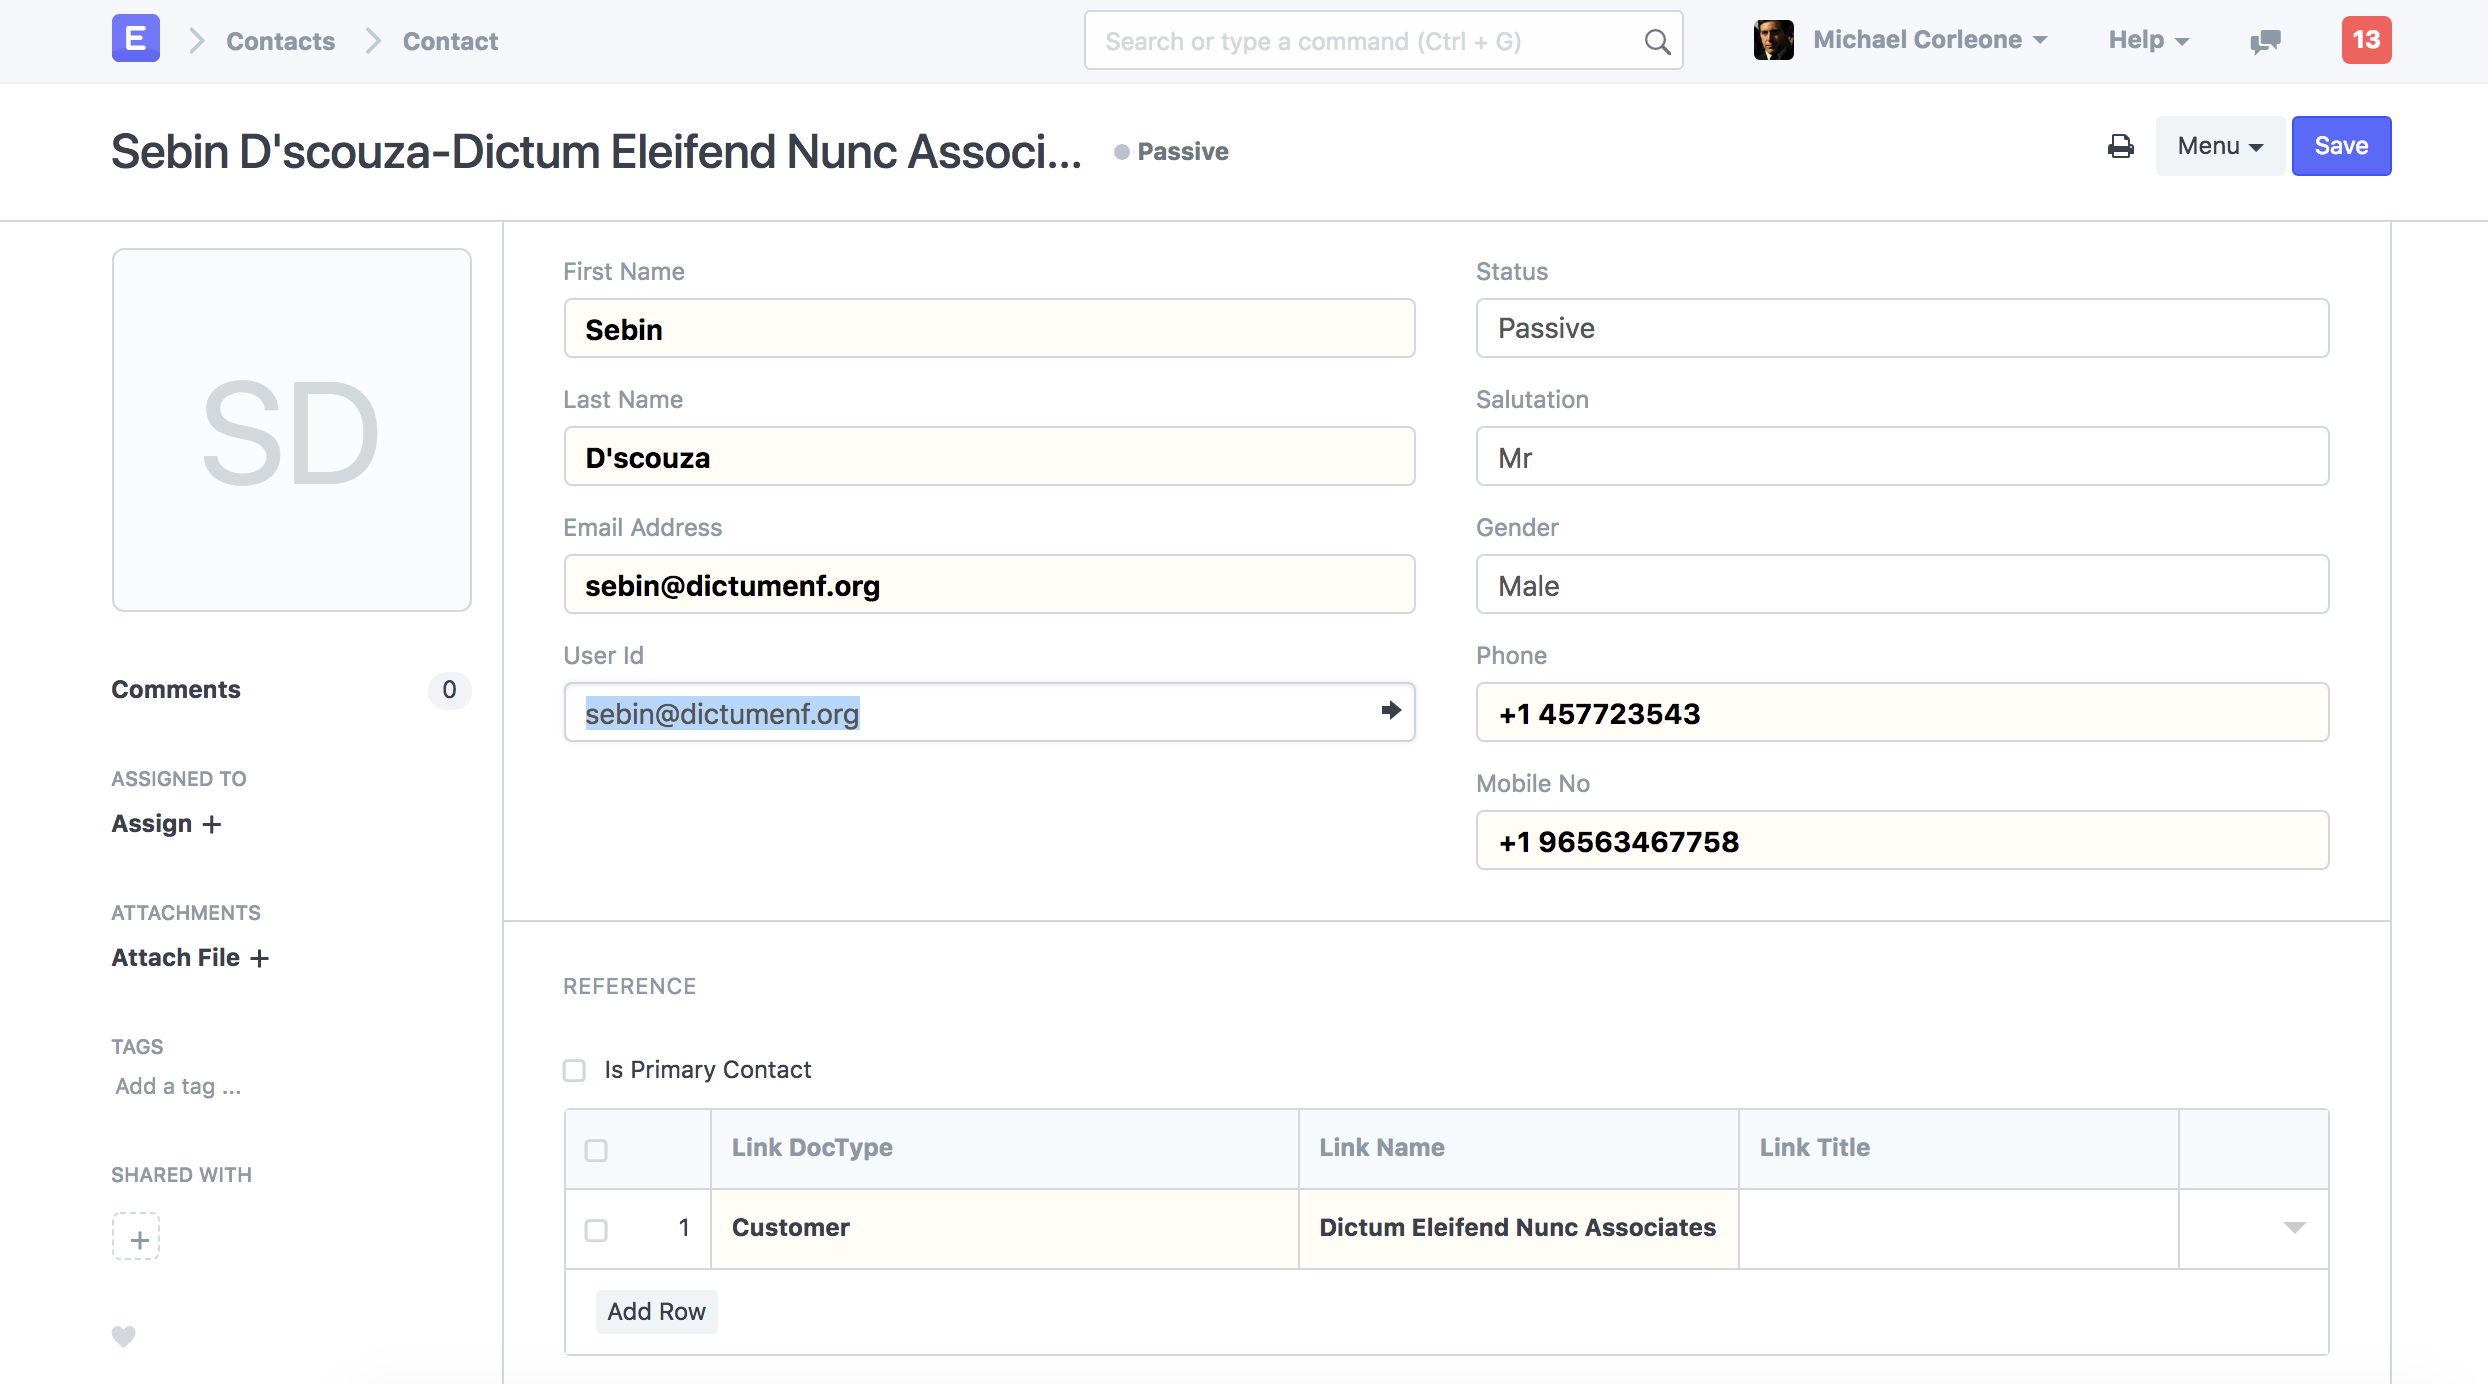 E Contacts Contact Search or type a command (Ctrl + G) Michael Corleone Help 13
Sebin D'scouza-Dictum Eleifend Nunc Associ... Passive Menu Save
SD
Comments 0
ASSIGNED TO
Assign +
ATTACHMENTS
Attach File +
TAGS
Add a tag ...
SHARED WITH
+
First Name
Sebin
Last Name
D'scouza
Email Address
sebin@dictumenf.org
User Id
sebin@dictumenf.org
Status
Passive
Salutation
Mr
Gender
Male
Phone
+1 457723543
Mobile No
+1 96563467758
REFERENCE
Is Primary Contact
Link DocType Link Name Link Title
1 Customer Dictum Eleifend Nunc Associates
Add Row